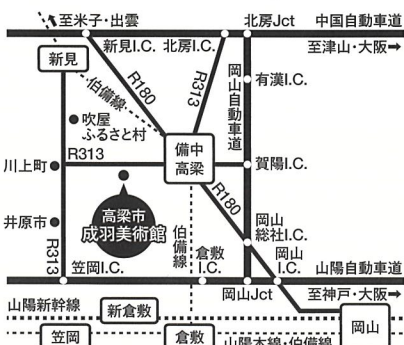 至米子・出雲
北房Jct
中国自動車道
新見I.C.
北房I.C.
至津山・大阪➡
新見
伯備線
R180
R313
岡山自動車道
有漢I.C.
吹屋
ふるさと村
備中
高梁
R313
川上町
賀陽I.C.
高梁市
成羽美術館
R180
井原市
岡山
総社I.C.
伯備線
倉敷
I.C.
岡山
I.C.
R313
笠岡I.C.
山陽自動車道
岡山Jct
至神戸・大阪➡
山陽新幹線
新倉敷
笠岡
倉敷
山陽本線・伯備線
岡山